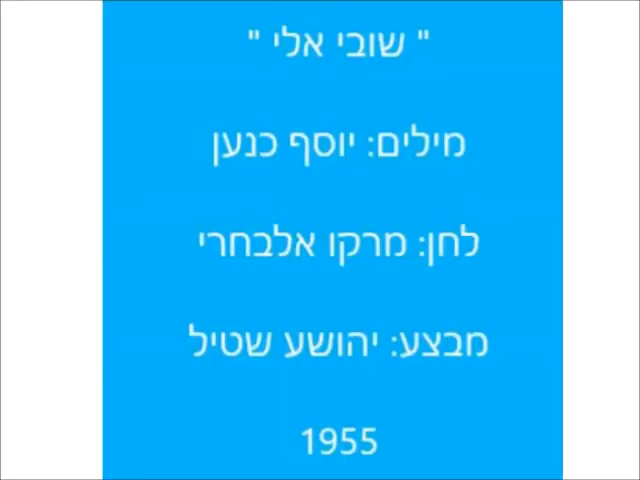 " שובי אלי "
מילים: יוסף כנען
לחן: מרקו אלבחרי
מבצע: יהושע שטיל
1955